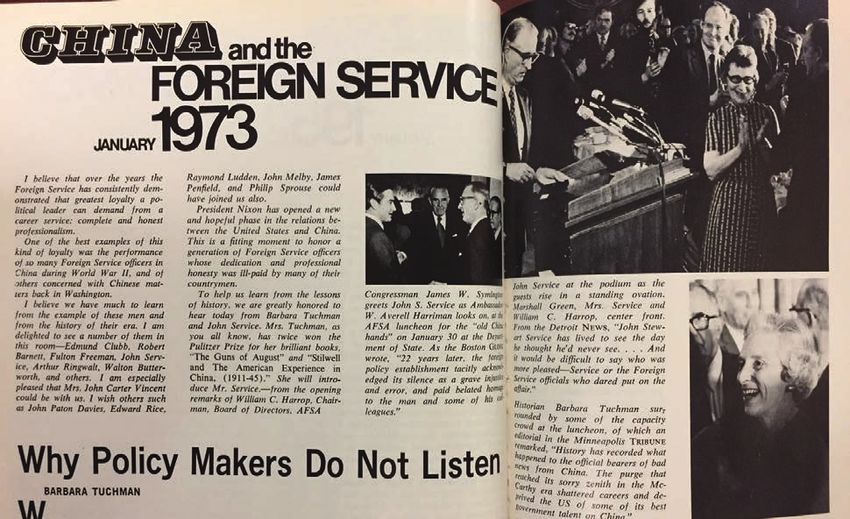 CHINA and the
FOREIGN SERVICE
JANUARY 1973
I believe that over the years the
Foreign Service has consistently dem-
onstrated that greatest loyalty a po-
litical leader can demand from a
career service: complete and honest
professionalism.
One of the best examples of this
kind of loyalty was the performance
of so many Foreign Service officers in
China during World War II, and of
others concerned with Chinese mat-
ters back in Washington.
I believe we have much to learn
from the example of these men and
from the history of their era. I am
delighted to see a number of them in
this room—Edmund Clubb, Robert
Barnett, Fulton Freeman, John Serv-
ice, Arthur Ringwalt, Walton Butter-
worth, and others. I am especially
pleased that Mrs. John Carter Vincent
could be with us. I wish others such
as John Paton Davies, Edward Rice,
Raymond Ludden, John Melby, James
Penfield, and Philip Sprouse could
have joined us also.
President Nixon has opened a new
and hopeful phase in the relations be-
tween the United States and China.
This is a fitting moment to honor a
generation of Foreign Service officers
whose dedication and professional
honesty was ill-paid by many of their
countrymen.
To help us learn from the lessons
of history, we are greatly honored to
hear today from Barbara Tuchman
and John Service. Mrs. Tuchman, as
you all know, has twice won the
Pulitzer Prize for her brilliant books,
"The Guns of August" and "Stilwell
and The American Experience in
China, (1911-45)." She will intro-
duce Mr. Service.—from the opening
remarks of William C. Harrop, Chair-
man, Board of Directors, AFSA
Congressman James W. Symington
greets John S. Service as Ambassador
W. Averell Harriman looks on, at the
AFSA luncheon for the "old China
hands" on January 30 at the Depart-
ment of State. As the Boston GLOBE
wrote, "22 years later, the foreign
policy establishment tacitly acknowl-
edged its silence as a grave injustice
and error, and paid belated homage
to the man and some of his col-
leagues."
John Service at the podium as the
guests rise in a standing ovation.
Marshall Green, Mrs. Service and
William C. Harrop, center front.
From the Detroit NEWS, "John Stew-
art Service has lived to see the day
he thought he'd never see. . . . And
it would be difficult to say who was
more pleased—Service or the Foreign
Service officials who dared put on the
affair."
Historian Barbara Tuchman sur-
rounded by some of the capacity
crowd at the luncheon, of which an
editorial in the Minneapolis TRIBUNE
remarked, "History has recorded what
happened to the official bearers of bad
news from China. The purge that
reached its sorry zenith in the Mc-
Carthy era shattered careers and de-
prived the US of some of its best
government talent on China."
Why Policy Makers Do Not Listen
BARBARA TUCHMAN
W